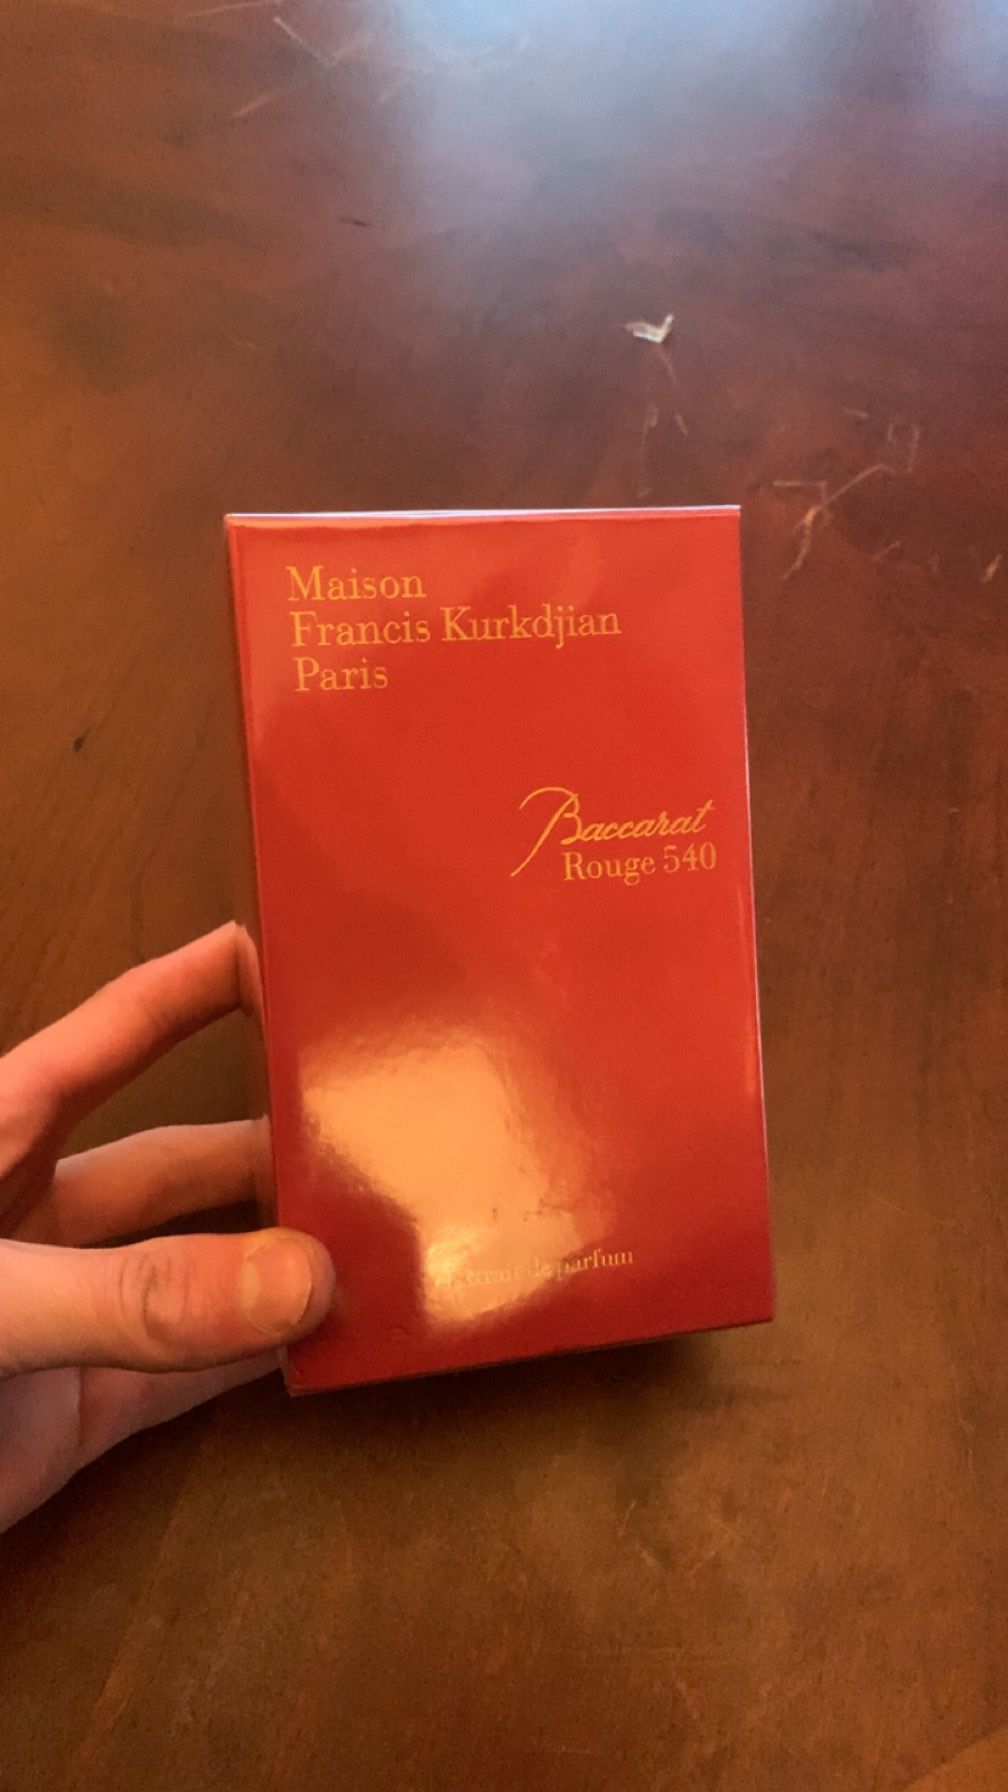 Maison
Francis Kurkdjian
Paris
Baccarat
Rouge 540
de parfum